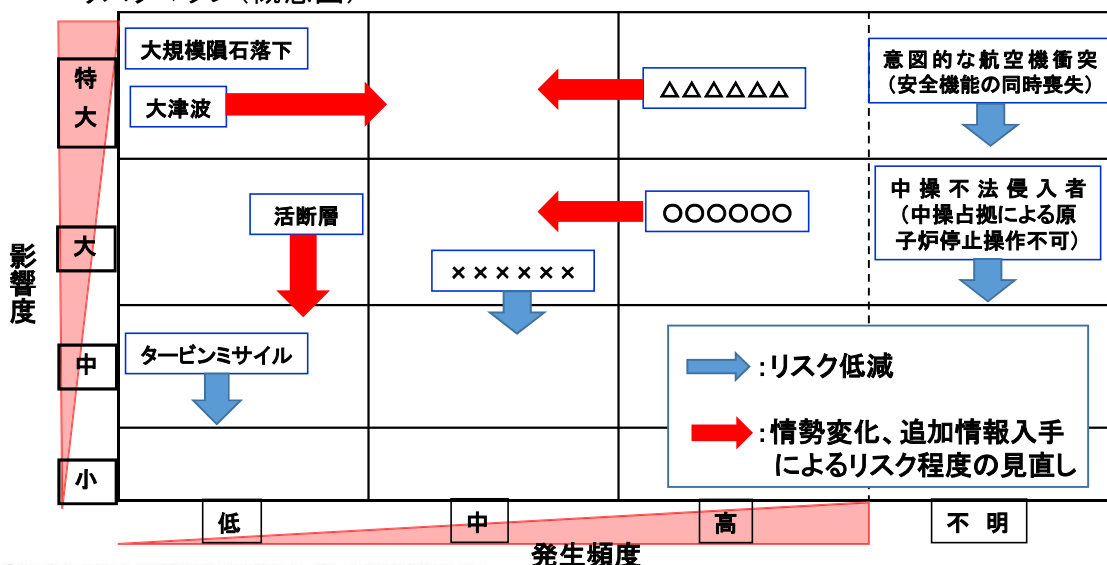 特
大
大規模隕石落下
大津波
△△△△△△
意図的な航空機衝突
(安全機能の同時喪失)
影響度
大
活断層
○○○○○○
中操不法侵入者
(中操占拠による原
子炉停止操作不可)
××××××
中
タービンミサイル
:リスク低減
:情勢変化、追加情報入手
によるリスク程度の見直し
小
低
中
高
不明
発生頻度